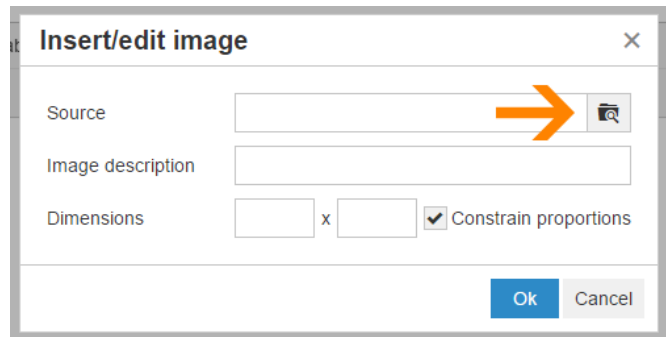 Insert/edit image
Source
Image description
Dimensions x Constrain proportions
Ok Cancel